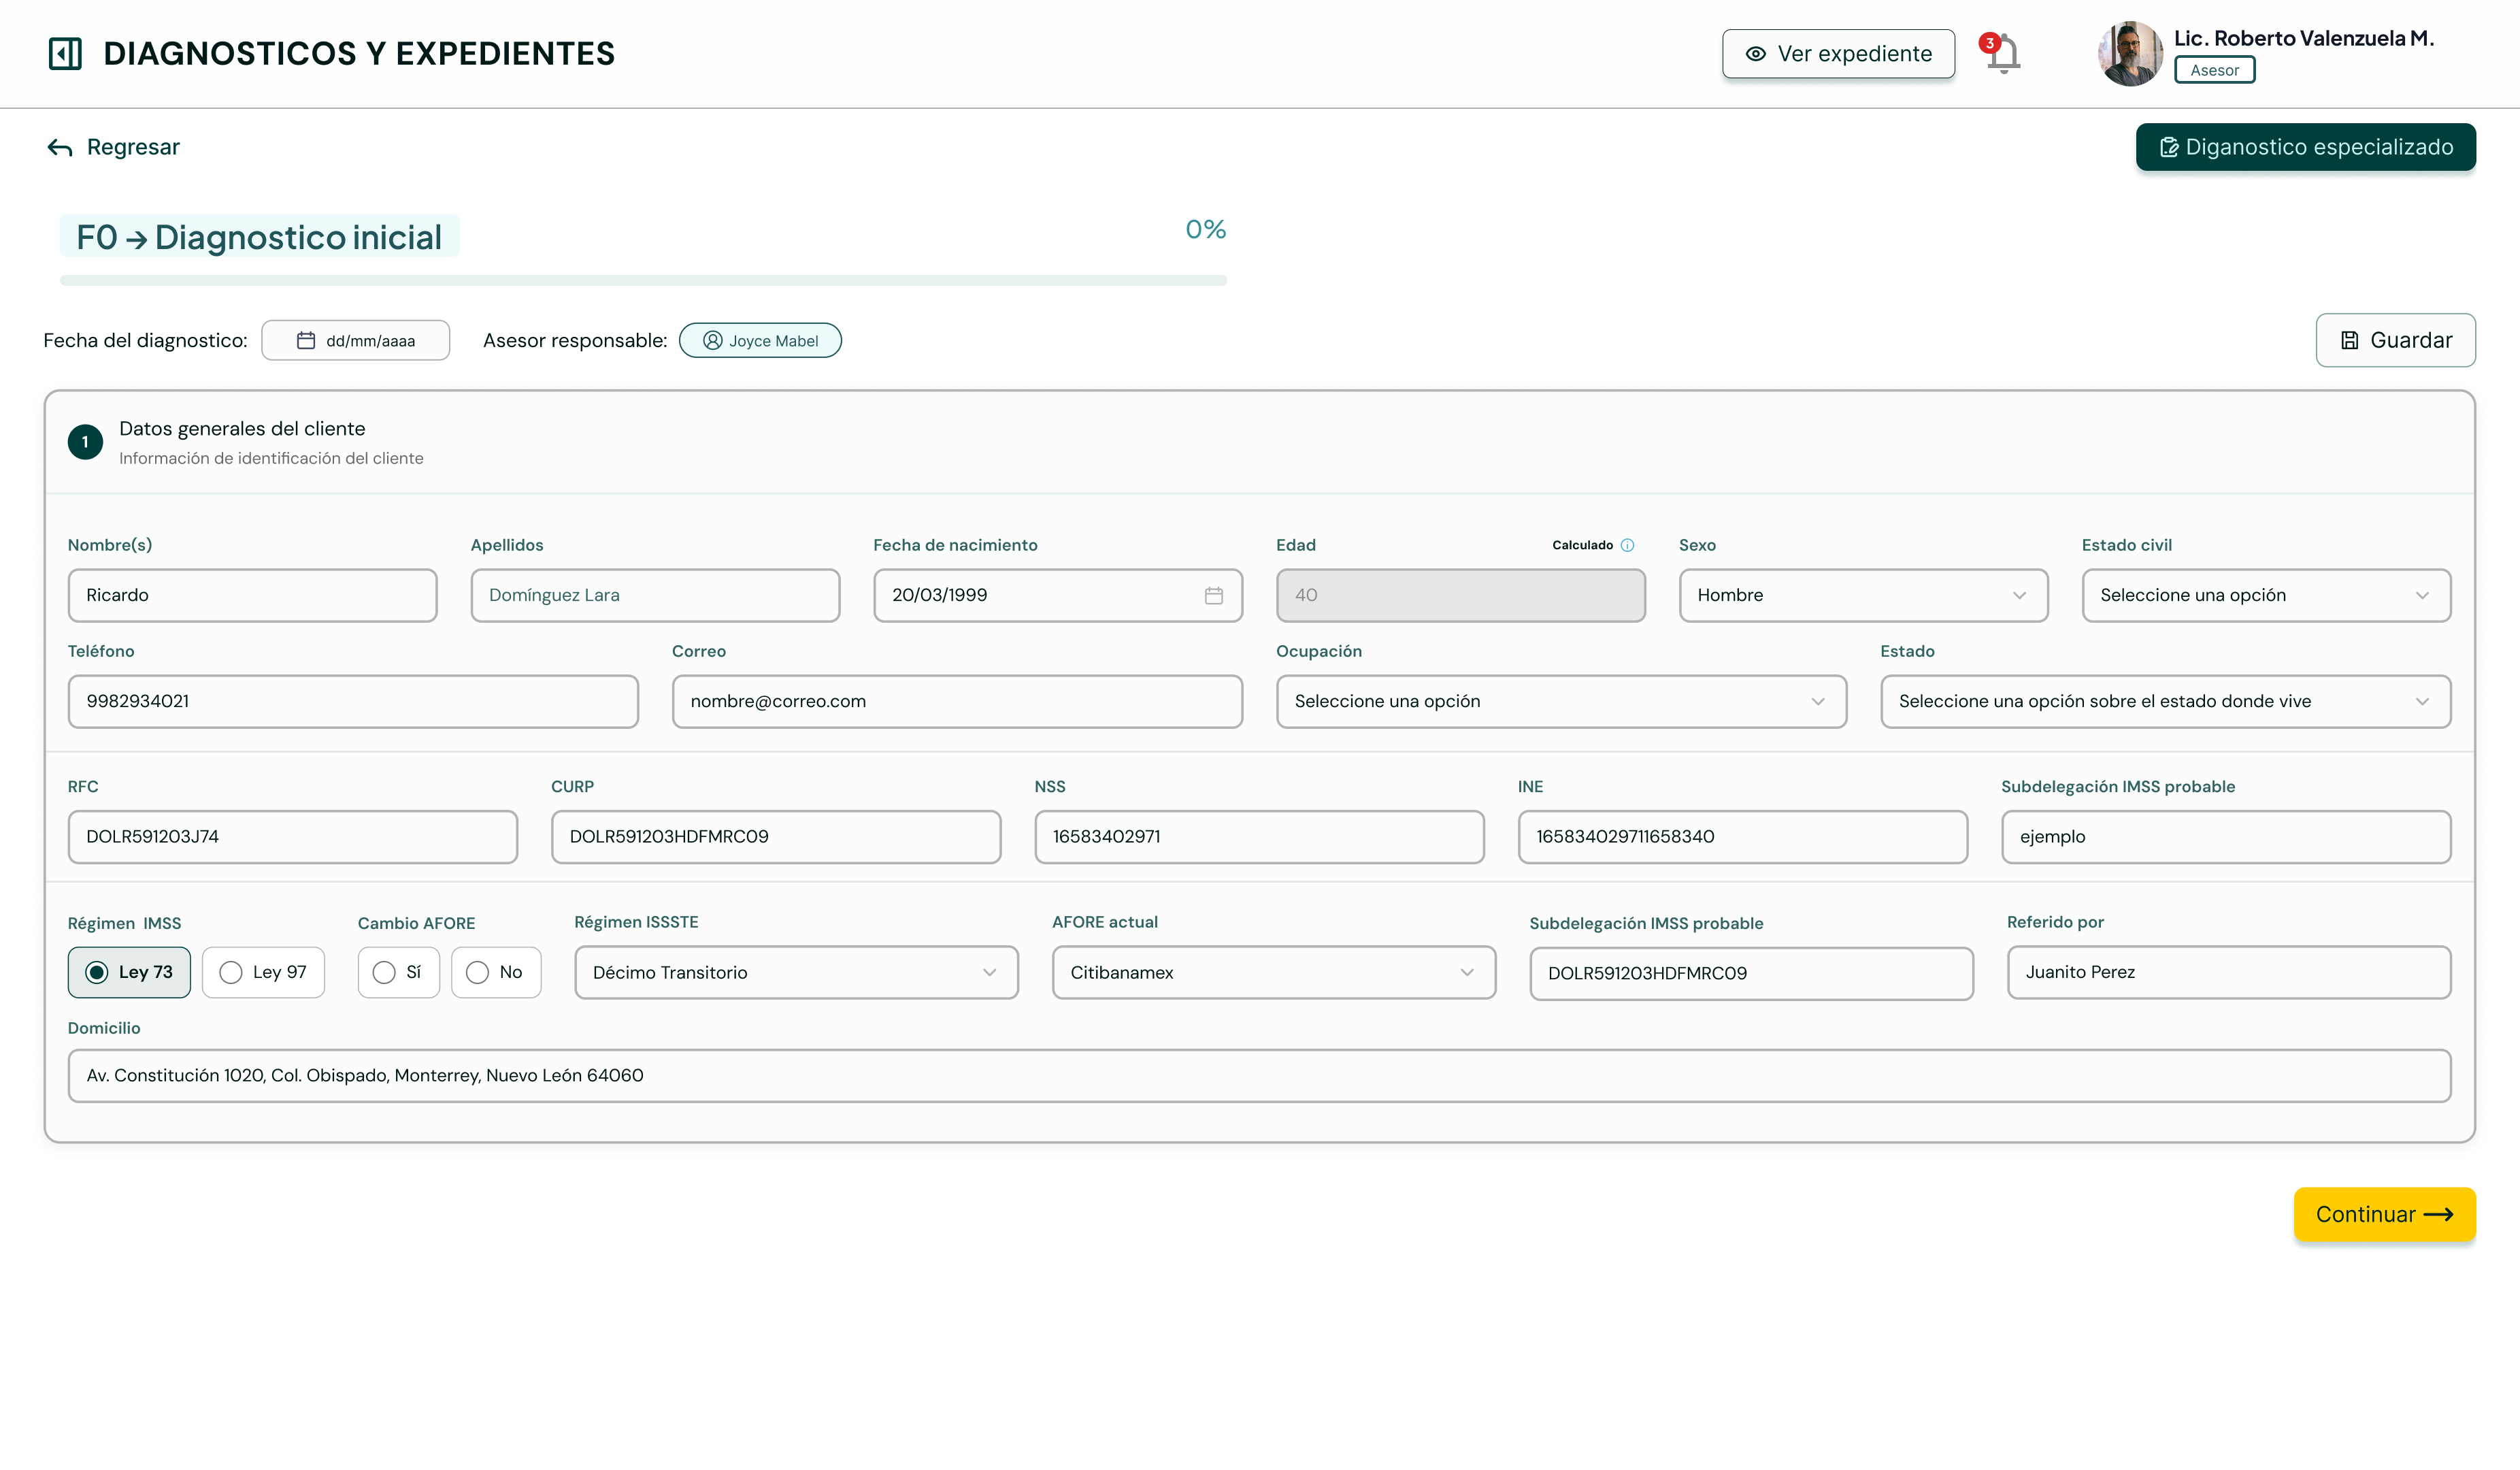 DIAGNOSTICOS Y EXPEDIENTES
Ver expediente
3
Lic. Roberto Valenzuela M.
Asesor
Regresar
Diganostico especializado
F0 → Diagnostico inicial
0%
Fecha del diagnostico:
dd/mm/aaaa
Asesor responsable:
Joyce Mabel
Guardar
1
Datos generales del cliente
Información de identificación del cliente
Nombre(s)
Apellidos
Fecha de nacimiento
Edad
Calculado
Sexo
Estado civil
Ricardo
Domínguez Lara
20/03/1999
40
Hombre
Seleccione una opción
Teléfono
Correo
Ocupación
Estado
9982934021
nombre@correo.com
Seleccione una opción
Seleccione una opción sobre el estado donde vive
RFC
CURP
NSS
INE
Subdelegación IMSS probable
DOLR591203J74
DOLR591203HDFMRC09
16583402971
165834029711658340
ejemplo
Régimen IMSS
Cambio AFORE
Régimen ISSSTE
AFORE actual
Subdelegación IMSS probable
Referido por
Ley 73
Ley 97
Sí
No
Décimo Transitorio
Citibanamex
DOLR591203HDFMRC09
Juanito Perez
Domicilio
Av. Constitución 1020, Col. Obispado, Monterrey, Nuevo León 64060
Continuar